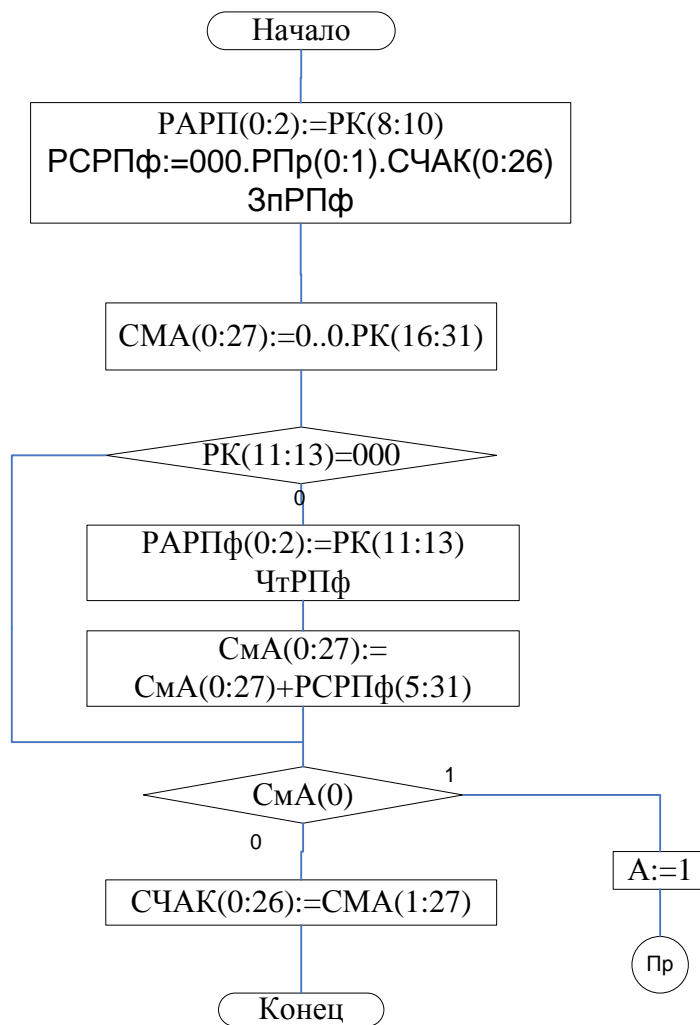 Начало
РАРП(0:2):=РК(8:10)
РСРПф:=000.РПр(0:1).СЧАК(0:26)
ЗпРПф
СМА(0:27):=0..0.РК(16:31)
РК(11:13)=000
0
РАРПф(0:2):=РК(11:13)
ЧтРПф
СмА(0:27):=
СмА(0:27)+РСРПф(5:31)
1
СмА(0)
0
А:=1
СЧАК(0:26):=СМА(1:27)
Пр
Конец